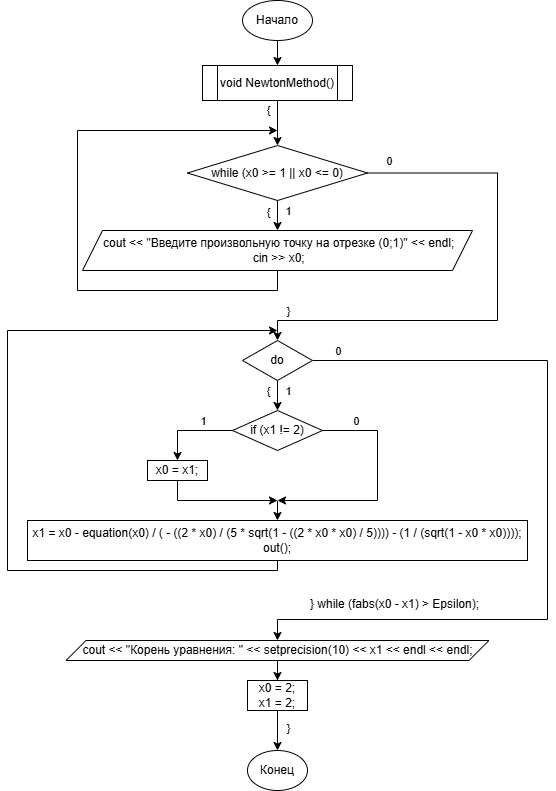 Начало
void NewtonMethod()
{
while (x0 >= 1 || x0 <= 0)
0
{ 1
cout << "Введите произвольную точку на отрезке (0;1)" << endl;
cin >> x0;
}
do
0
{ 1
if (x1 != 2)
1
0
x0 = x1;
x1 = x0 - equation(x0) / ( - ((2 * x0) / (5 * sqrt(1 - ((2 * x0 * x0) / 5)))) - (1 / (sqrt(1 - x0 * x0))));
out();
} while (fabs(x0 - x1) > Epsilon);
cout << "Корень уравнения: " << setprecision(10) << x1 << endl << endl;
x0 = 2;
x1 = 2;
}
Конец